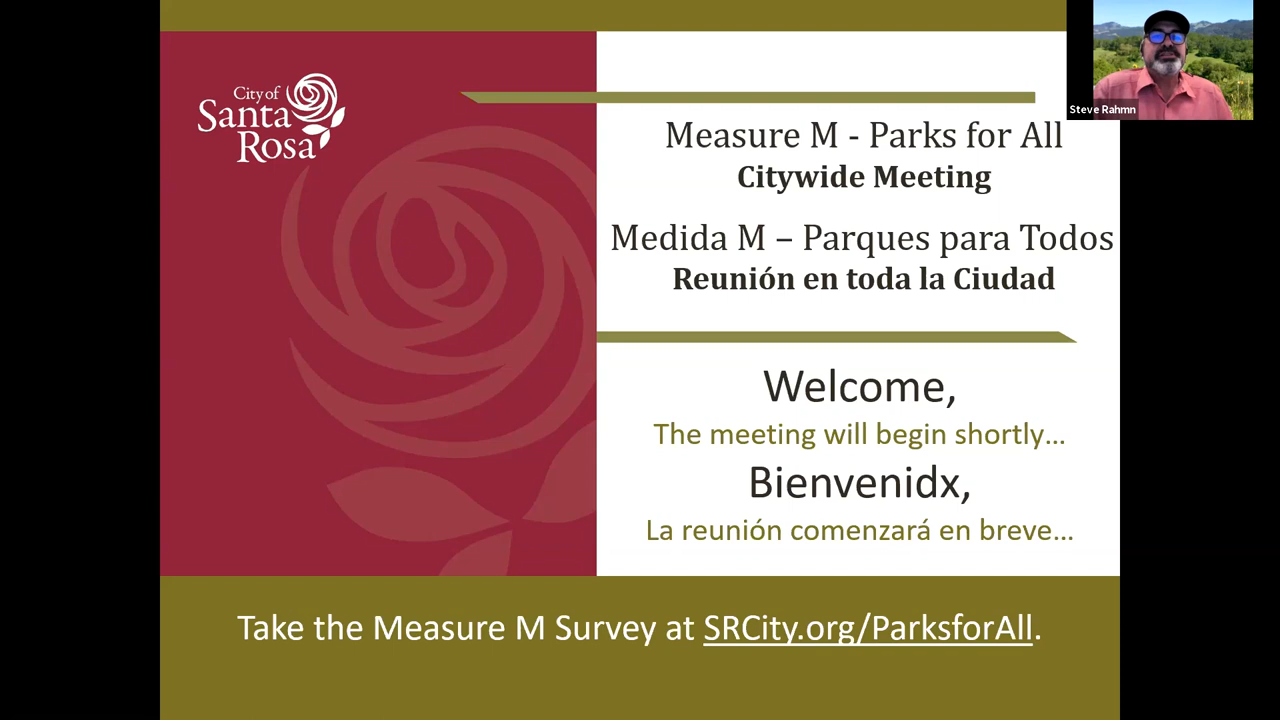 City of
Santa
Rosa
Steve Rahmn
Measure M - Parks for All
Citywide Meeting
Medida M – Parques para Todos
Reunión en toda la Ciudad
Welcome,
The meeting will begin shortly...
Bienvenidx,
La reunión comenzará en breve...
Take the Measure M Survey at SRCity.org/ParksforAll.